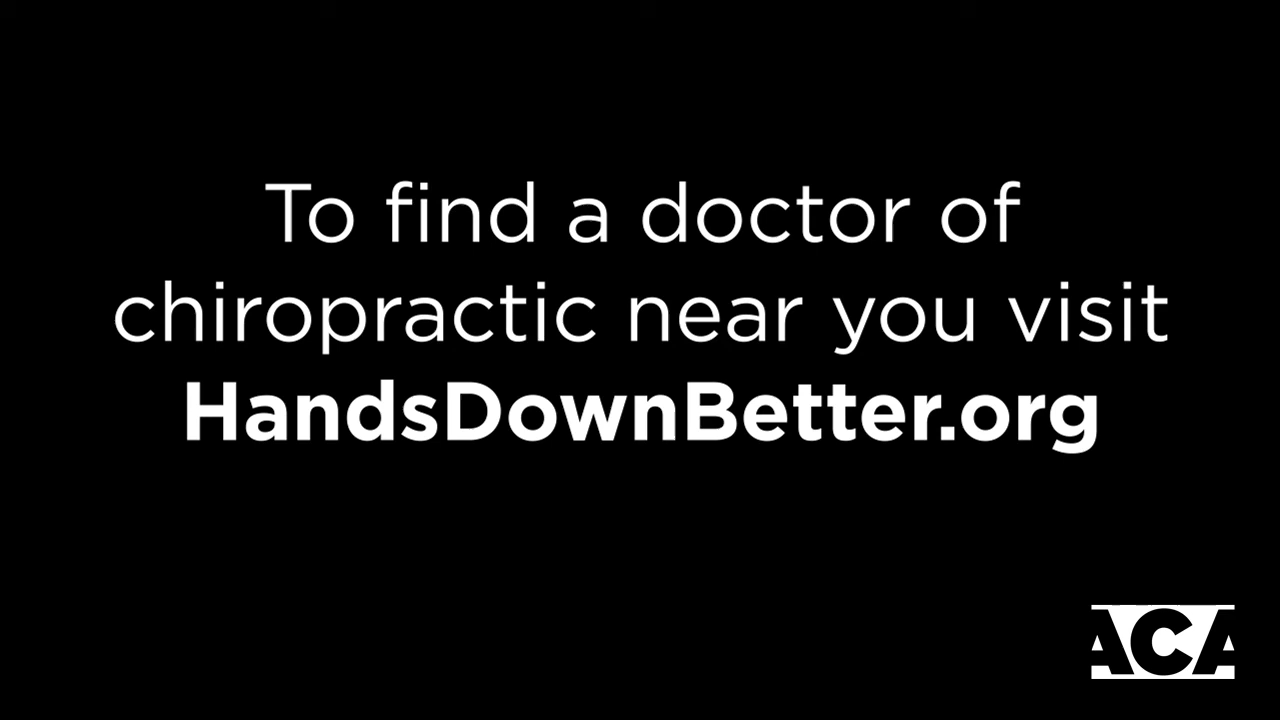 To find a doctor of
chiropractic near you visit
HandsDownBetter.org
ACA